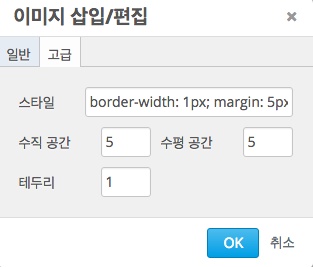 이미지 삽입/편집 ×
일반 고급
스타일 border-width: 1px; margin: 5px
수직 공간 5 수평 공간 5
테두리 1
OK 취소